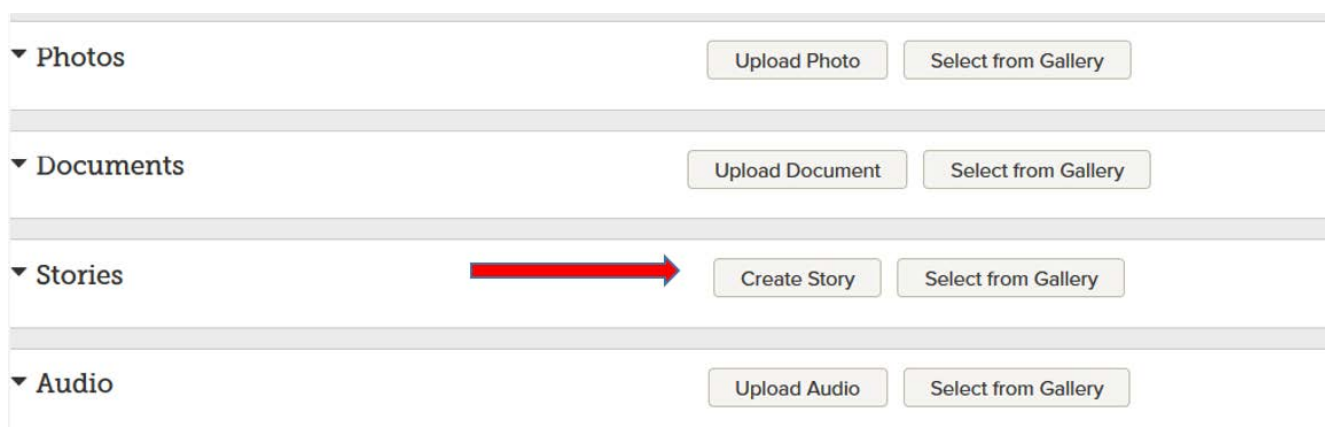 Photos Upload Photo Select from Gallery
Documents Upload Document Select from Gallery
Stories Create Story Select from Gallery
Audio Upload Audio Select from Gallery